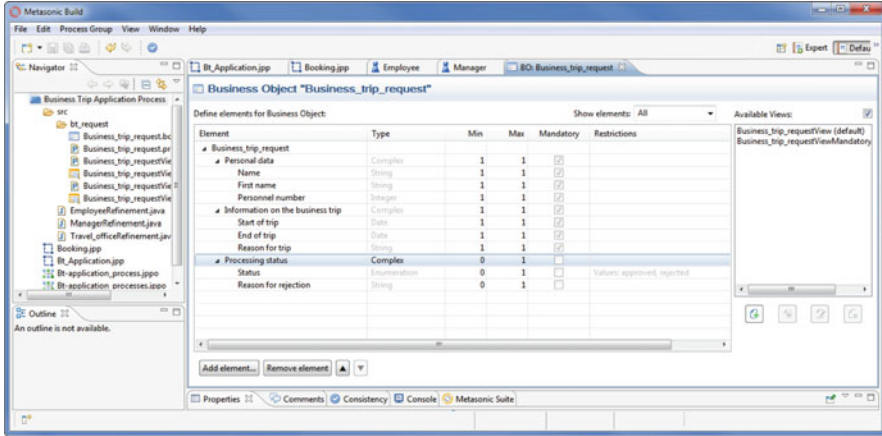 Metasonic Build
File Edit Process Group View Window Help
Expert Defau
Navigator
Bt_Application.jpp Booking.jpp Employee Manager BO: Business_trip_request
Business Trip Application Process
src
bt_request
Business_trip_request.bc
Business_trip_request.pr
Business_trip_requestVie
Business_trip_requestVie
Business_trip_requestVie
Business_trip_requestVie
EmployeeRefinement.java
ManagerRefinement.java
Travel_officeRefinement.jav
Booking.jpp
Bt_Application.jpp
Bt-application_process.jppo
Bt-application processes.jppo
Outline
An outline is not available.
Business Object "Business_trip_request"
Define elements for Business Object: Show elements: All
Element Type Min Max Mandatory Restrictions
Business_trip_request
Personal data Complex 1 1
Name String 1 1
First name String 1 1
Personnel number Integer 1 1
Information on the business trip Complex 1 1
Start of trip Date 1 1
End of trip Date 1 1
Reason for trip String 1 1
Processing status Complex 0 1
Status Enumeration 0 1 Values: approved, rejected
Reason for rejection String 0 1
Add element... Remove element
Available Views:
Business_trip_requestView (default)
Business_trip_requestViewMandatory
Properties Comments Consistency Console Metasonic Suite